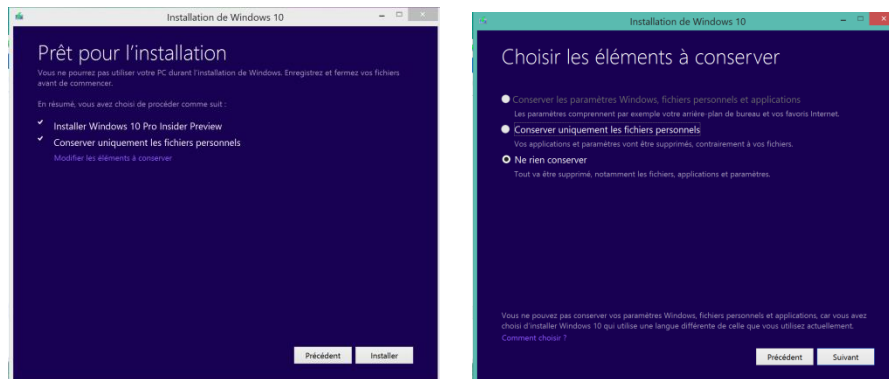 Installation de Windows 10
Prêt pour l'installation
Vous ne pourrez pas utiliser votre PC durant l'installation de Windows. Enregistrez et fermez vos fichiers
avant de commencer.
En résumé, vous avez choisi de procéder comme suit :
Installer Windows 10 Pro Insider Preview
Conserver uniquement les fichiers personnels
Modifier les éléments à conserver
Précédent Installer
Installation de Windows 10
Choisir les éléments à conserver
Conserver les paramètres Windows, fichiers personnels et applications
Les paramètres comprennent par exemple votre arrière-plan de bureau et vos favoris Internet.
Conserver uniquement les fichiers personnels
Vos applications et paramètres vont être supprimés, contrairement à vos fichiers.
Ne rien conserver
Tout va être supprimé, notamment les fichiers, applications et paramètres.
Vous ne pouvez pas conserver vos paramètres Windows, fichiers personnels et applications, car vous avez
choisi d'installer Windows 10 qui utilise une langue différente de celle que vous utilisez actuellement.
Comment choisir ?
Précédent Suivant